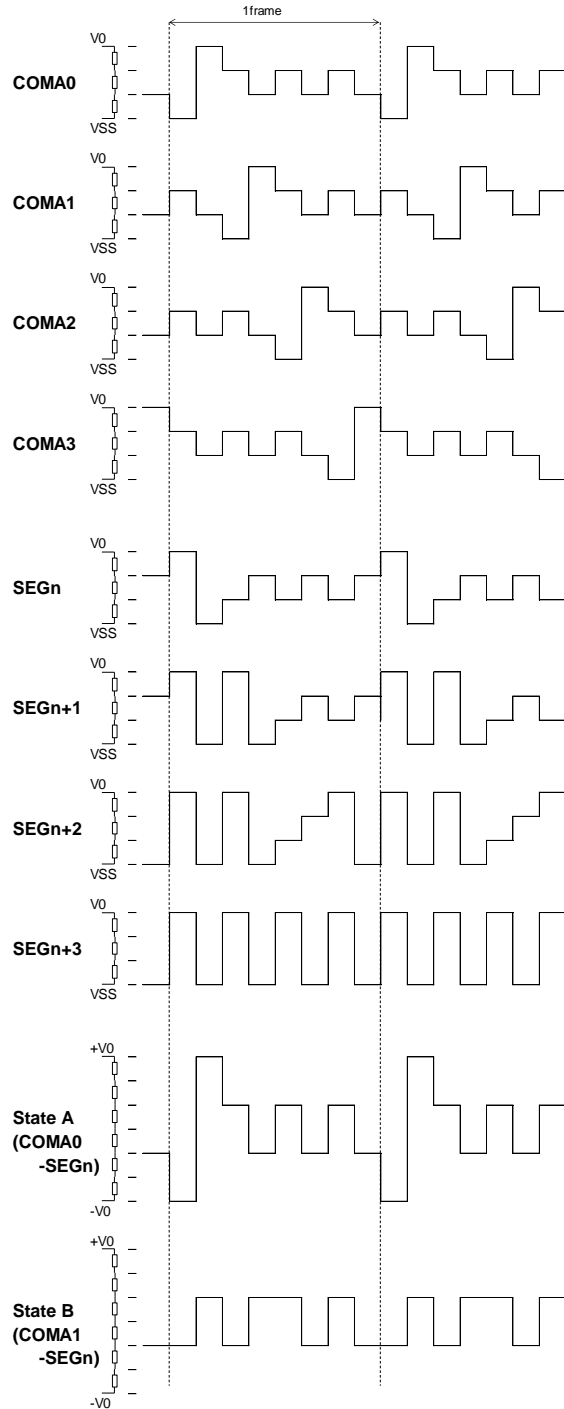 1frame
V0
COMA0
VSS
V0
COMA1
VSS
V0
COMA2
VSS
V0
COMA3
VSS
V0
SEGn
VSS
V0
SEGn+1
VSS
V0
SEGn+2
VSS
V0
SEGn+3
VSS
+V0
State A
(COMA0
-SEGn)
-V0
+V0
State B
(COMA1
-SEGn)
-V0